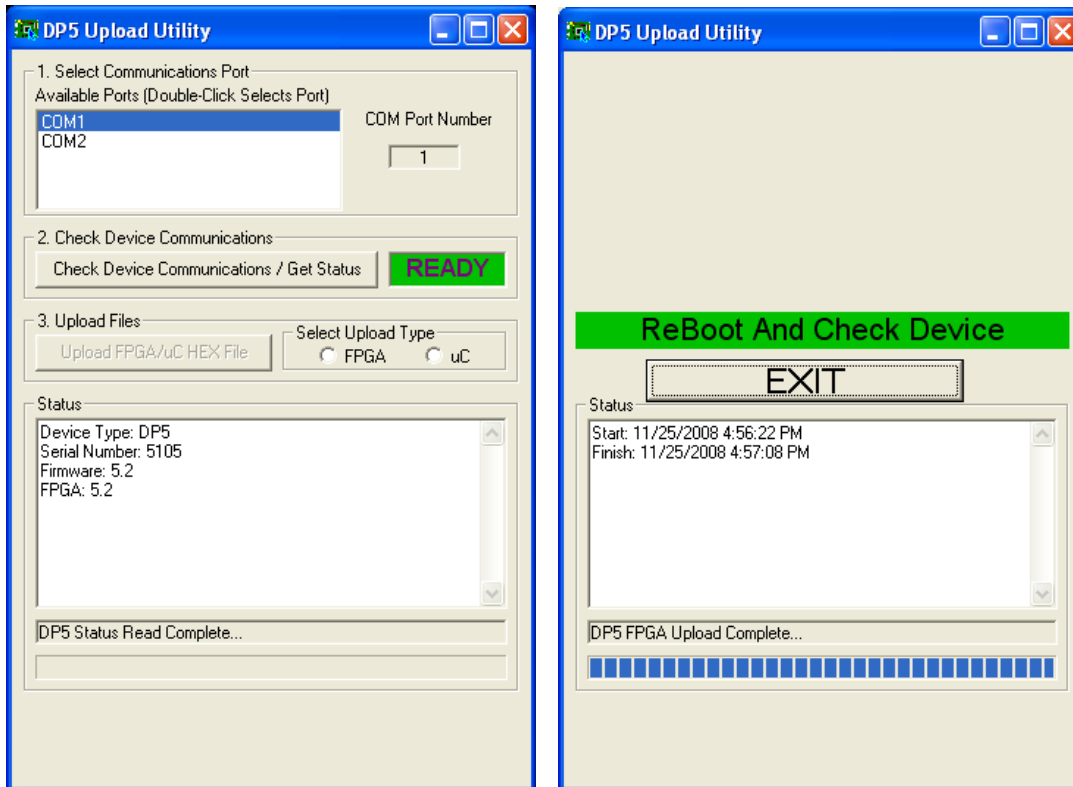 DP5 Upload Utility
1. Select Communications Port
Available Ports (Double-Click Selects Port)
COM1
COM2
COM Port Number
1
2. Check Device Communications
Check Device Communications / Get Status
READY
3. Upload Files
Upload FPGA/uC HEX File
Select Upload Type
FPGA
uC
Status
Device Type: DP5
Serial Number: 5105
Firmware: 5.2
FPGA: 5.2
DP5 Status Read Complete...
DP5 Upload Utility
ReBoot And Check Device
EXIT
Status
Start: 11/25/2008 4:56:22 PM
Finish: 11/25/2008 4:57:08 PM
DP5 FPGA Upload Complete...